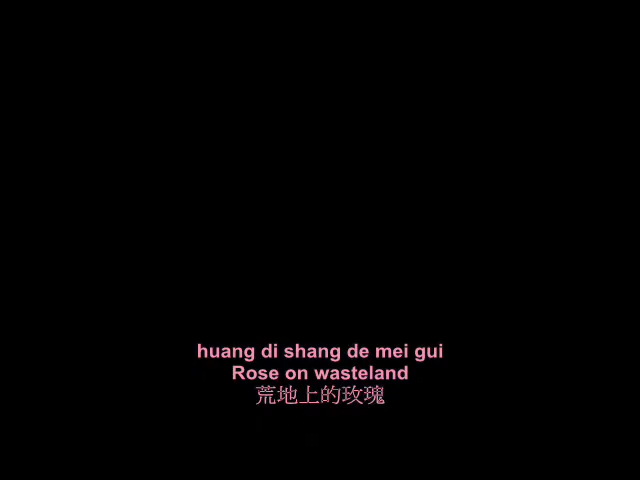 huang di shang de mei gui
Rose on wasteland
荒地上的玫瑰